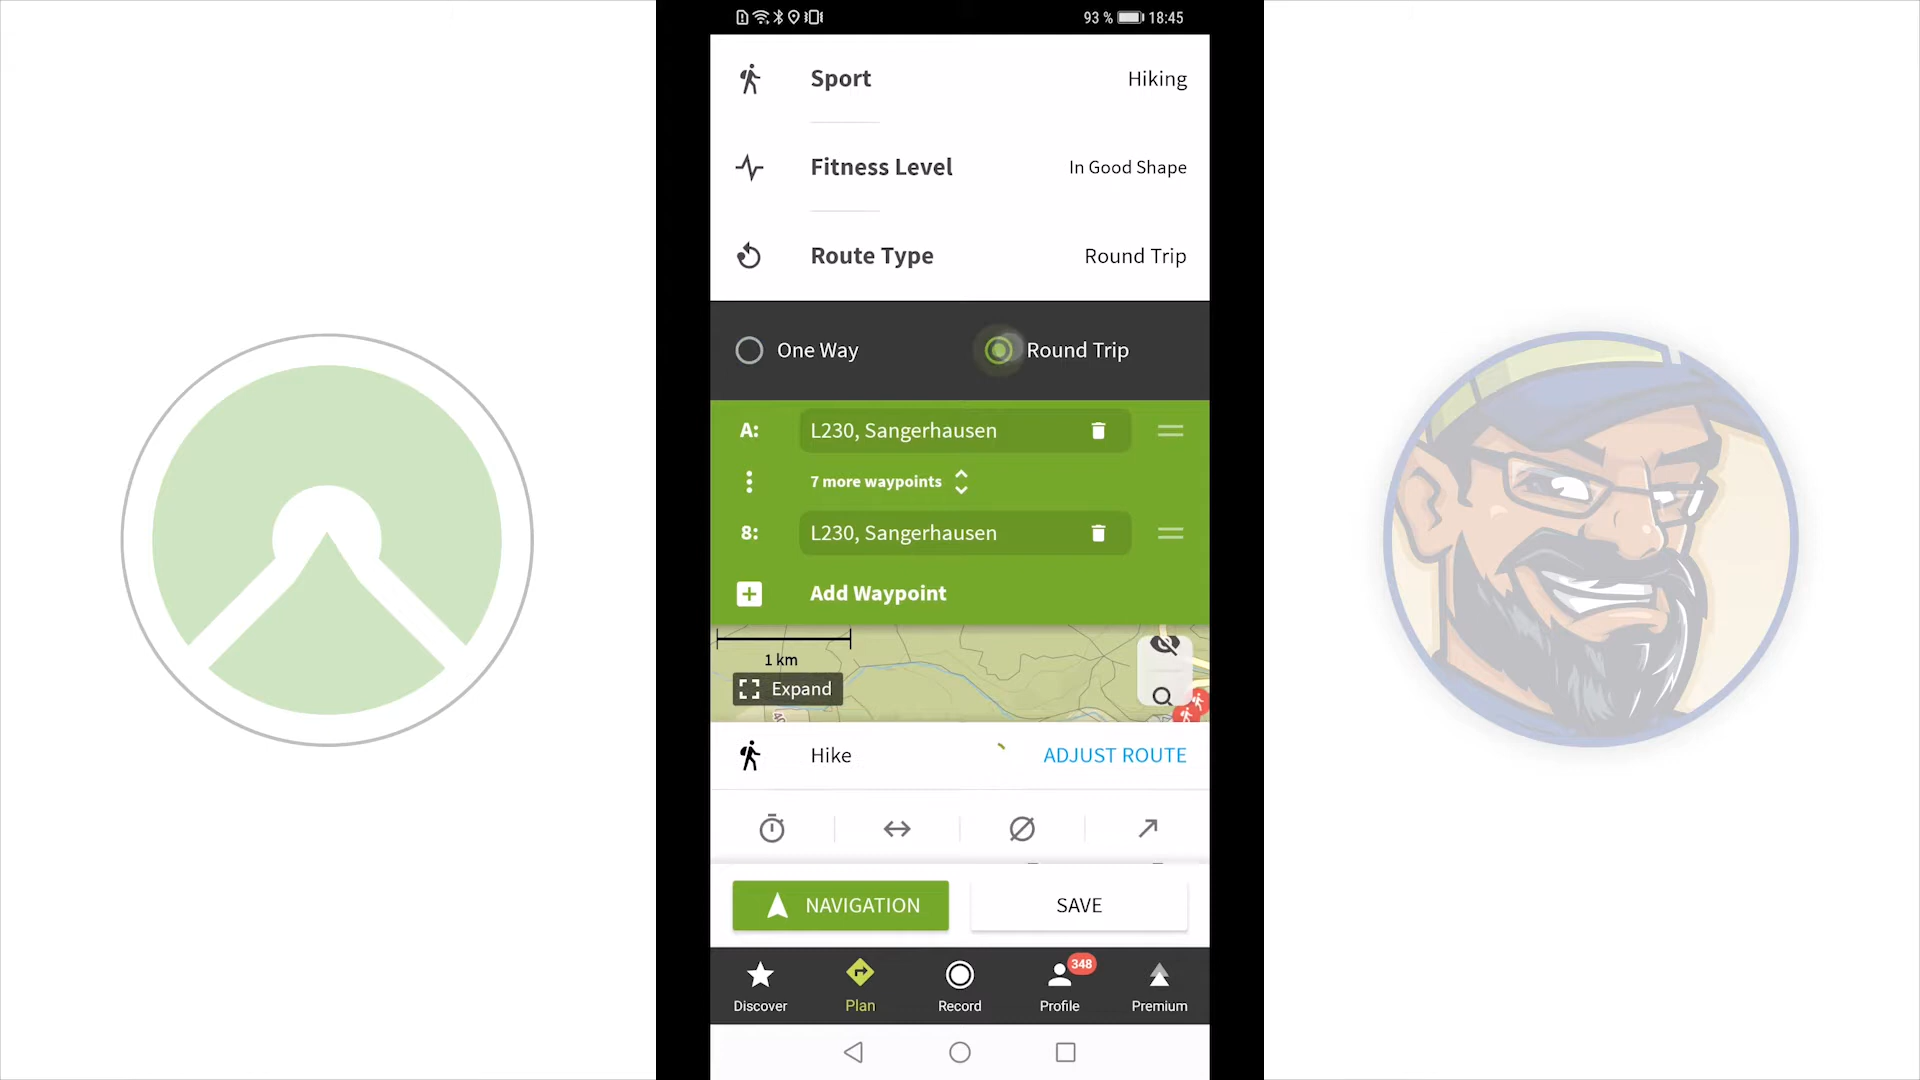 93 % 18:45
Sport Hiking
Fitness Level In Good Shape
Route Type Round Trip
One Way Round Trip
A: L230, Sangerhausen
7 more waypoints
8: L230, Sangerhausen
Add Waypoint
1 km
Expand
Hike ADJUST ROUTE
NAVIGATION SAVE
348
Discover Plan Record Profile Premium